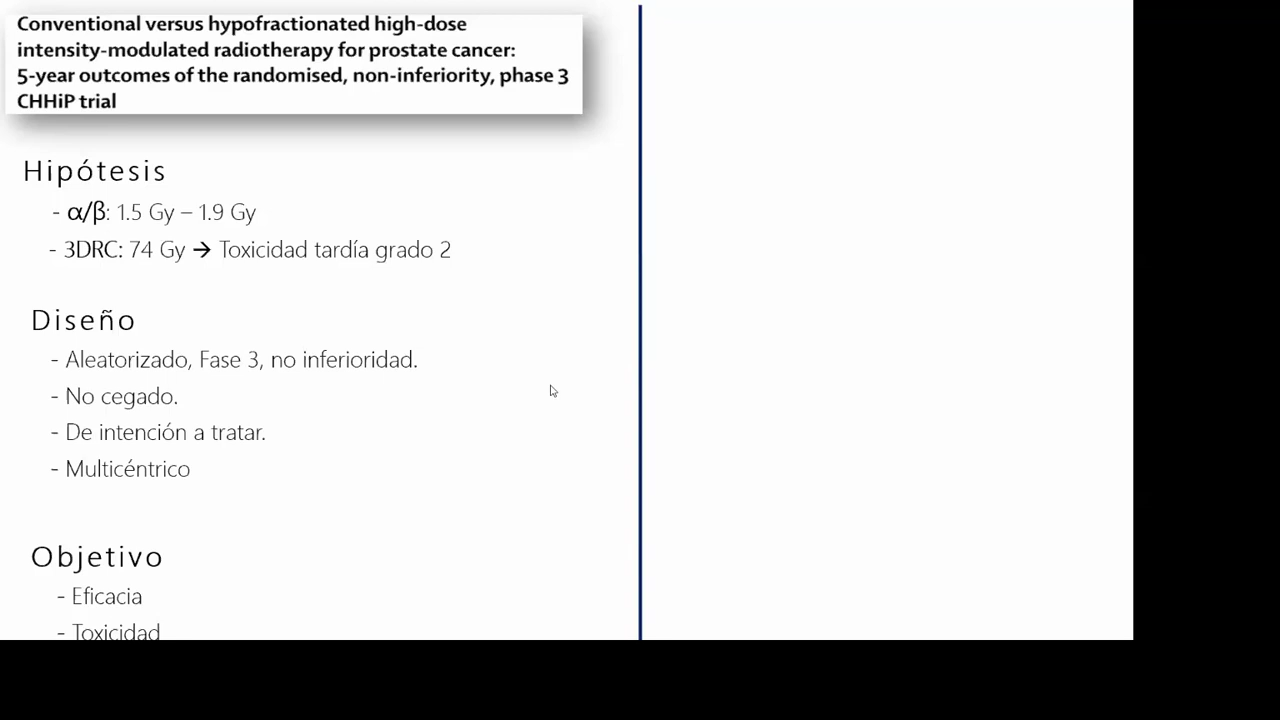 Conventional versus hypofractionated high-dose
intensity-modulated radiotherapy for prostate cancer:
5-year outcomes of the randomised, non-inferiority, phase 3
CHHiP trial
Hipótesis
- α/β: 1.5 Gy – 1.9 Gy
- 3DRC: 74 Gy → Toxicidad tardía grado 2
Diseño
- Aleatorizado, Fase 3, no inferioridad.
- No cegado.
- De intención a tratar.
- Multicéntrico
Objetivo
- Eficacia
- Toxicidad